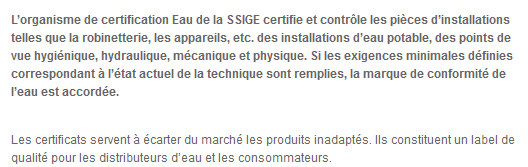 L’organisme de certification Eau de la SSIGE certifie et contrôle les pièces d’installations
telles que la robinetterie, les appareils, etc. des installations d’eau potable, des points de
vue hygiénique, hydraulique, mécanique et physique. Si les exigences minimales définies
correspondant à l’état actuel de la technique sont remplies, la marque de conformité de
l’eau est accordée.
Les certificats servent à écarter du marché les produits inadaptés. Ils constituent un label de
qualité pour les distributeurs d’eau et les consommateurs.